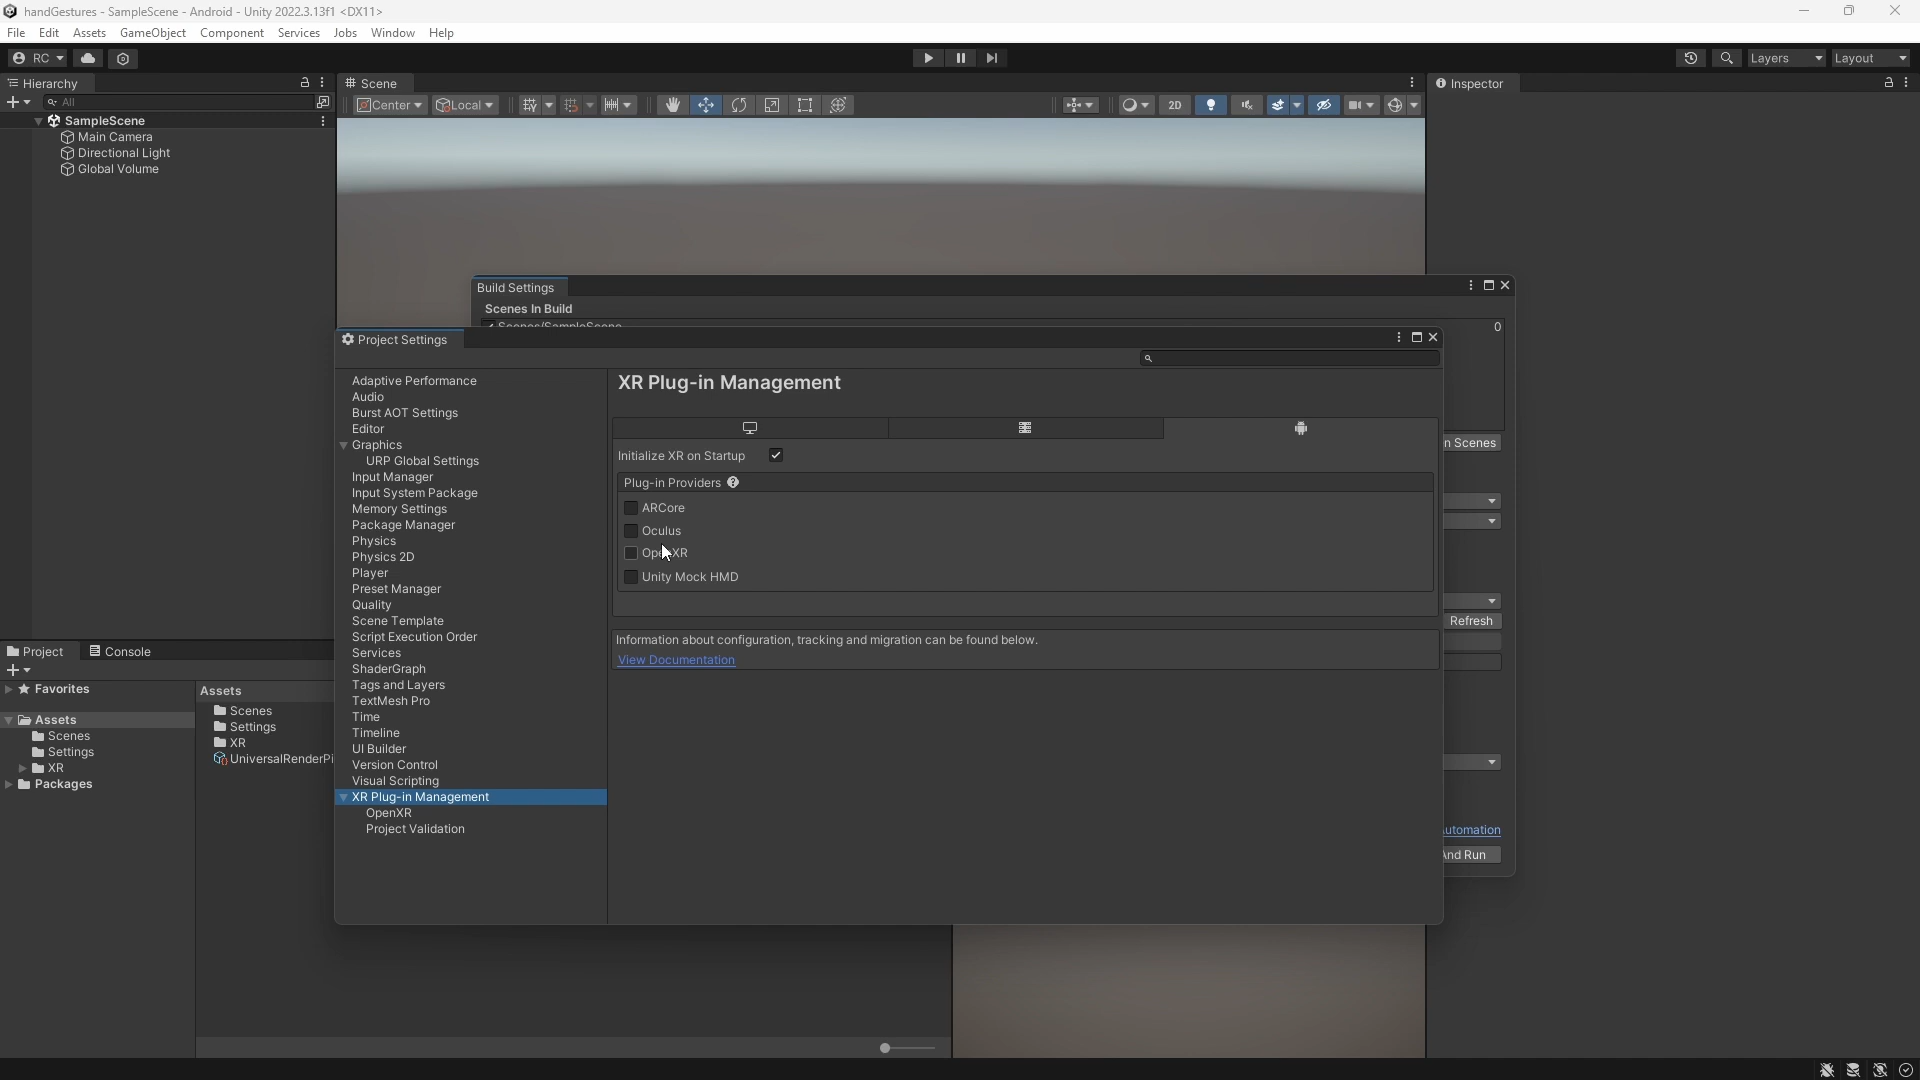 handGestures - SampleScene - Android - Unity 2022.3.13f1 <DX11>
File Edit Assets GameObject Component Services Jobs Window Help
RC Layers Layout
Hierarchy
Scene
Inspector
All
Center Local 2D
SampleScene
Main Camera
Directional Light
Global Volume
Build Settings
Scenes In Build
Scenes/SampleScene 0
Project Settings
XR Plug-in Management
Adaptive Performance
Audio
Burst AOT Settings
Editor
Graphics
URP Global Settings
Input Manager
Input System Package
Memory Settings
Package Manager
Physics
Physics 2D
Player
Preset Manager
Quality
Scene Template
Script Execution Order
Services
ShaderGraph
Tags and Layers
TextMesh Pro
Time
Timeline
UI Builder
Version Control
Visual Scripting
XR Plug-in Management
OpenXR
Project Validation
Initialize XR on Startup
Plug-in Providers
ARCore
Oculus
OpenXR
Unity Mock HMD
Information about configuration, tracking and migration can be found below.
View Documentation
n Scenes
Refresh
utomation
And Run
Project
Console
Favorites
Assets
Scenes
Settings
XR
Packages
Assets
Scenes
Settings
XR
UniversalRenderPi